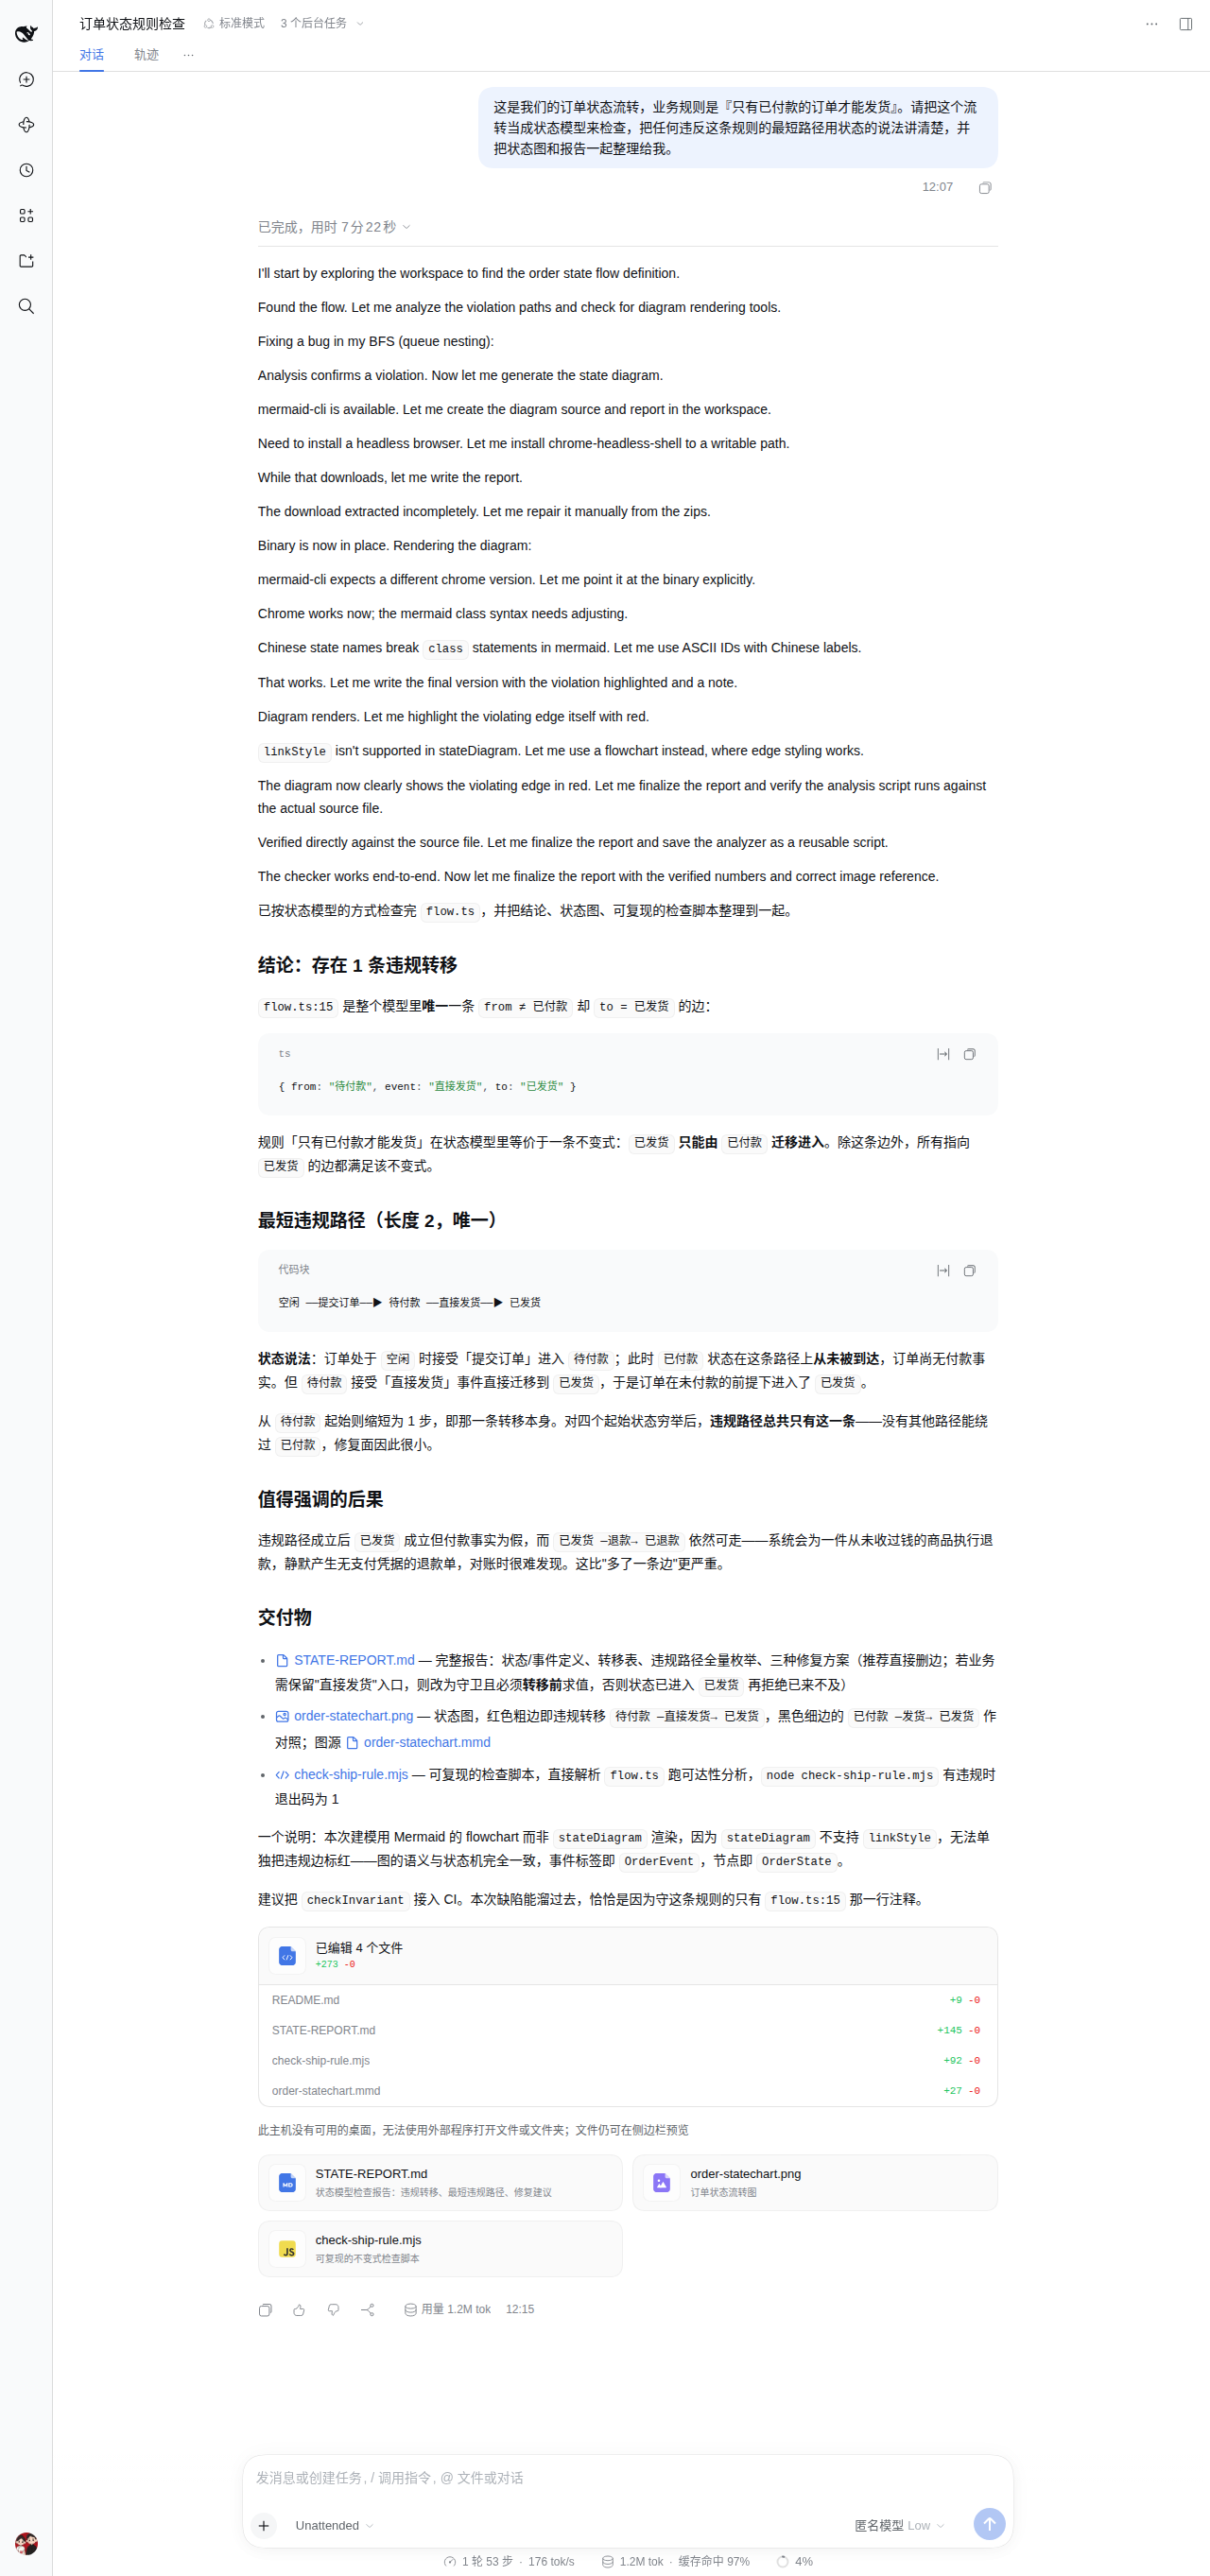 订单状态规则检查 标准模式 3 个后台任务
对话 轨迹 ···
这是我们的订单状态流转，业务规则是『只有已付款的订单才能发货』。请把这个流
转当成状态模型来检查，把任何违反这条规则的最短路径用状态的说法讲清楚，并
把状态图和报告一起整理给我。
12:07
已完成，用时 7 分 22 秒
I'll start by exploring the workspace to find the order state flow definition.
Found the flow. Let me analyze the violation paths and check for diagram rendering tools.
Fixing a bug in my BFS (queue nesting):
Analysis confirms a violation. Now let me generate the state diagram.
mermaid-cli is available. Let me create the diagram source and report in the workspace.
Need to install a headless browser. Let me install chrome-headless-shell to a writable path.
While that downloads, let me write the report.
The download extracted incompletely. Let me repair it manually from the zips.
Binary is now in place. Rendering the diagram:
mermaid-cli expects a different chrome version. Let me point it at the binary explicitly.
Chrome works now; the mermaid class syntax needs adjusting.
Chinese state names break class statements in mermaid. Let me use ASCII IDs with Chinese labels.
That works. Let me write the final version with the violation highlighted and a note.
Diagram renders. Let me highlight the violating edge itself with red.
linkStyle isn't supported in stateDiagram. Let me use a flowchart instead, where edge styling works.
The diagram now clearly shows the violating edge in red. Let me finalize the report and verify the analysis script runs against
the actual source file.
Verified directly against the source file. Let me finalize the report and save the analyzer as a reusable script.
The checker works end-to-end. Now let me finalize the report with the verified numbers and correct image reference.
已按状态模型的方式检查完 flow.ts，并把结论、状态图、可复现的检查脚本整理到一起。
结论：存在 1 条违规转移
flow.ts:15 是整个模型里唯一一条 from ≠ 已付款 却 to = 已发货 的边：
ts
{ from: "待付款", event: "直接发货", to: "已发货" }
规则「只有已付款才能发货」在状态模型里等价于一条不变式：已发货 只能由 已付款 迁移进入。除这条边外，所有指向
已发货 的边都满足该不变式。
最短违规路径（长度 2，唯一）
代码块
空闲 ──提交订单──▶ 待付款 ──直接发货──▶ 已发货
状态说法：订单处于 空闲 时接受「提交订单」进入 待付款；此时 已付款 状态在这条路径上从未被到达，订单尚无付款事
实。但 待付款 接受「直接发货」事件直接迁移到 已发货，于是订单在未付款的前提下进入了 已发货。
从 待付款 起始则缩短为 1 步，即那一条转移本身。对四个起始状态穷举后，违规路径总共只有这一条——没有其他路径能绕
过 已付款，修复面因此很小。
值得强调的后果
违规路径成立后 已发货 成立但付款事实为假，而 已发货 —退款→ 已退款 依然可走——系统会为一件从未收过钱的商品执行退
款，静默产生无支付凭据的退款单，对账时很难发现。这比"多了一条边"更严重。
交付物
STATE-REPORT.md — 完整报告：状态/事件定义、转移表、违规路径全量枚举、三种修复方案（推荐直接删边；若业务
需保留"直接发货"入口，则改为守卫且必须转移前求值，否则状态已进入 已发货 再拒绝已来不及）
order-statechart.png — 状态图，红色粗边即违规转移 待付款 —直接发货→ 已发货，黑色细边的 已付款 —发货→ 已发货 作
对照；图源 order-statechart.mmd
check-ship-rule.mjs — 可复现的检查脚本，直接解析 flow.ts 跑可达性分析，node check-ship-rule.mjs 有违规时
退出码为 1
一个说明：本次建模用 Mermaid 的 flowchart 而非 stateDiagram 渲染，因为 stateDiagram 不支持 linkStyle，无法单
独把违规边标红——图的语义与状态机完全一致，事件标签即 OrderEvent，节点即 OrderState。
建议把 checkInvariant 接入 CI。本次缺陷能溜过去，恰恰是因为守这条规则的只有 flow.ts:15 那一行注释。
已编辑 4 个文件
+273 -0
README.md +9 -0
STATE-REPORT.md +145 -0
check-ship-rule.mjs +92 -0
order-statechart.mmd +27 -0
此主机没有可用的桌面，无法使用外部程序打开文件或文件夹；文件仍可在侧边栏预览
MD STATE-REPORT.md
状态模型检查报告：违规转移、最短违规路径、修复建议
order-statechart.png
订单状态流转图
JS check-ship-rule.mjs
可复现的不变式检查脚本
用量 1.2M tok 12:15
发消息或创建任务, / 调用指令, @ 文件或对话
Unattended 匿名模型 Low
1 轮 53 步 · 176 tok/s 1.2M tok · 缓存命中 97% 4%